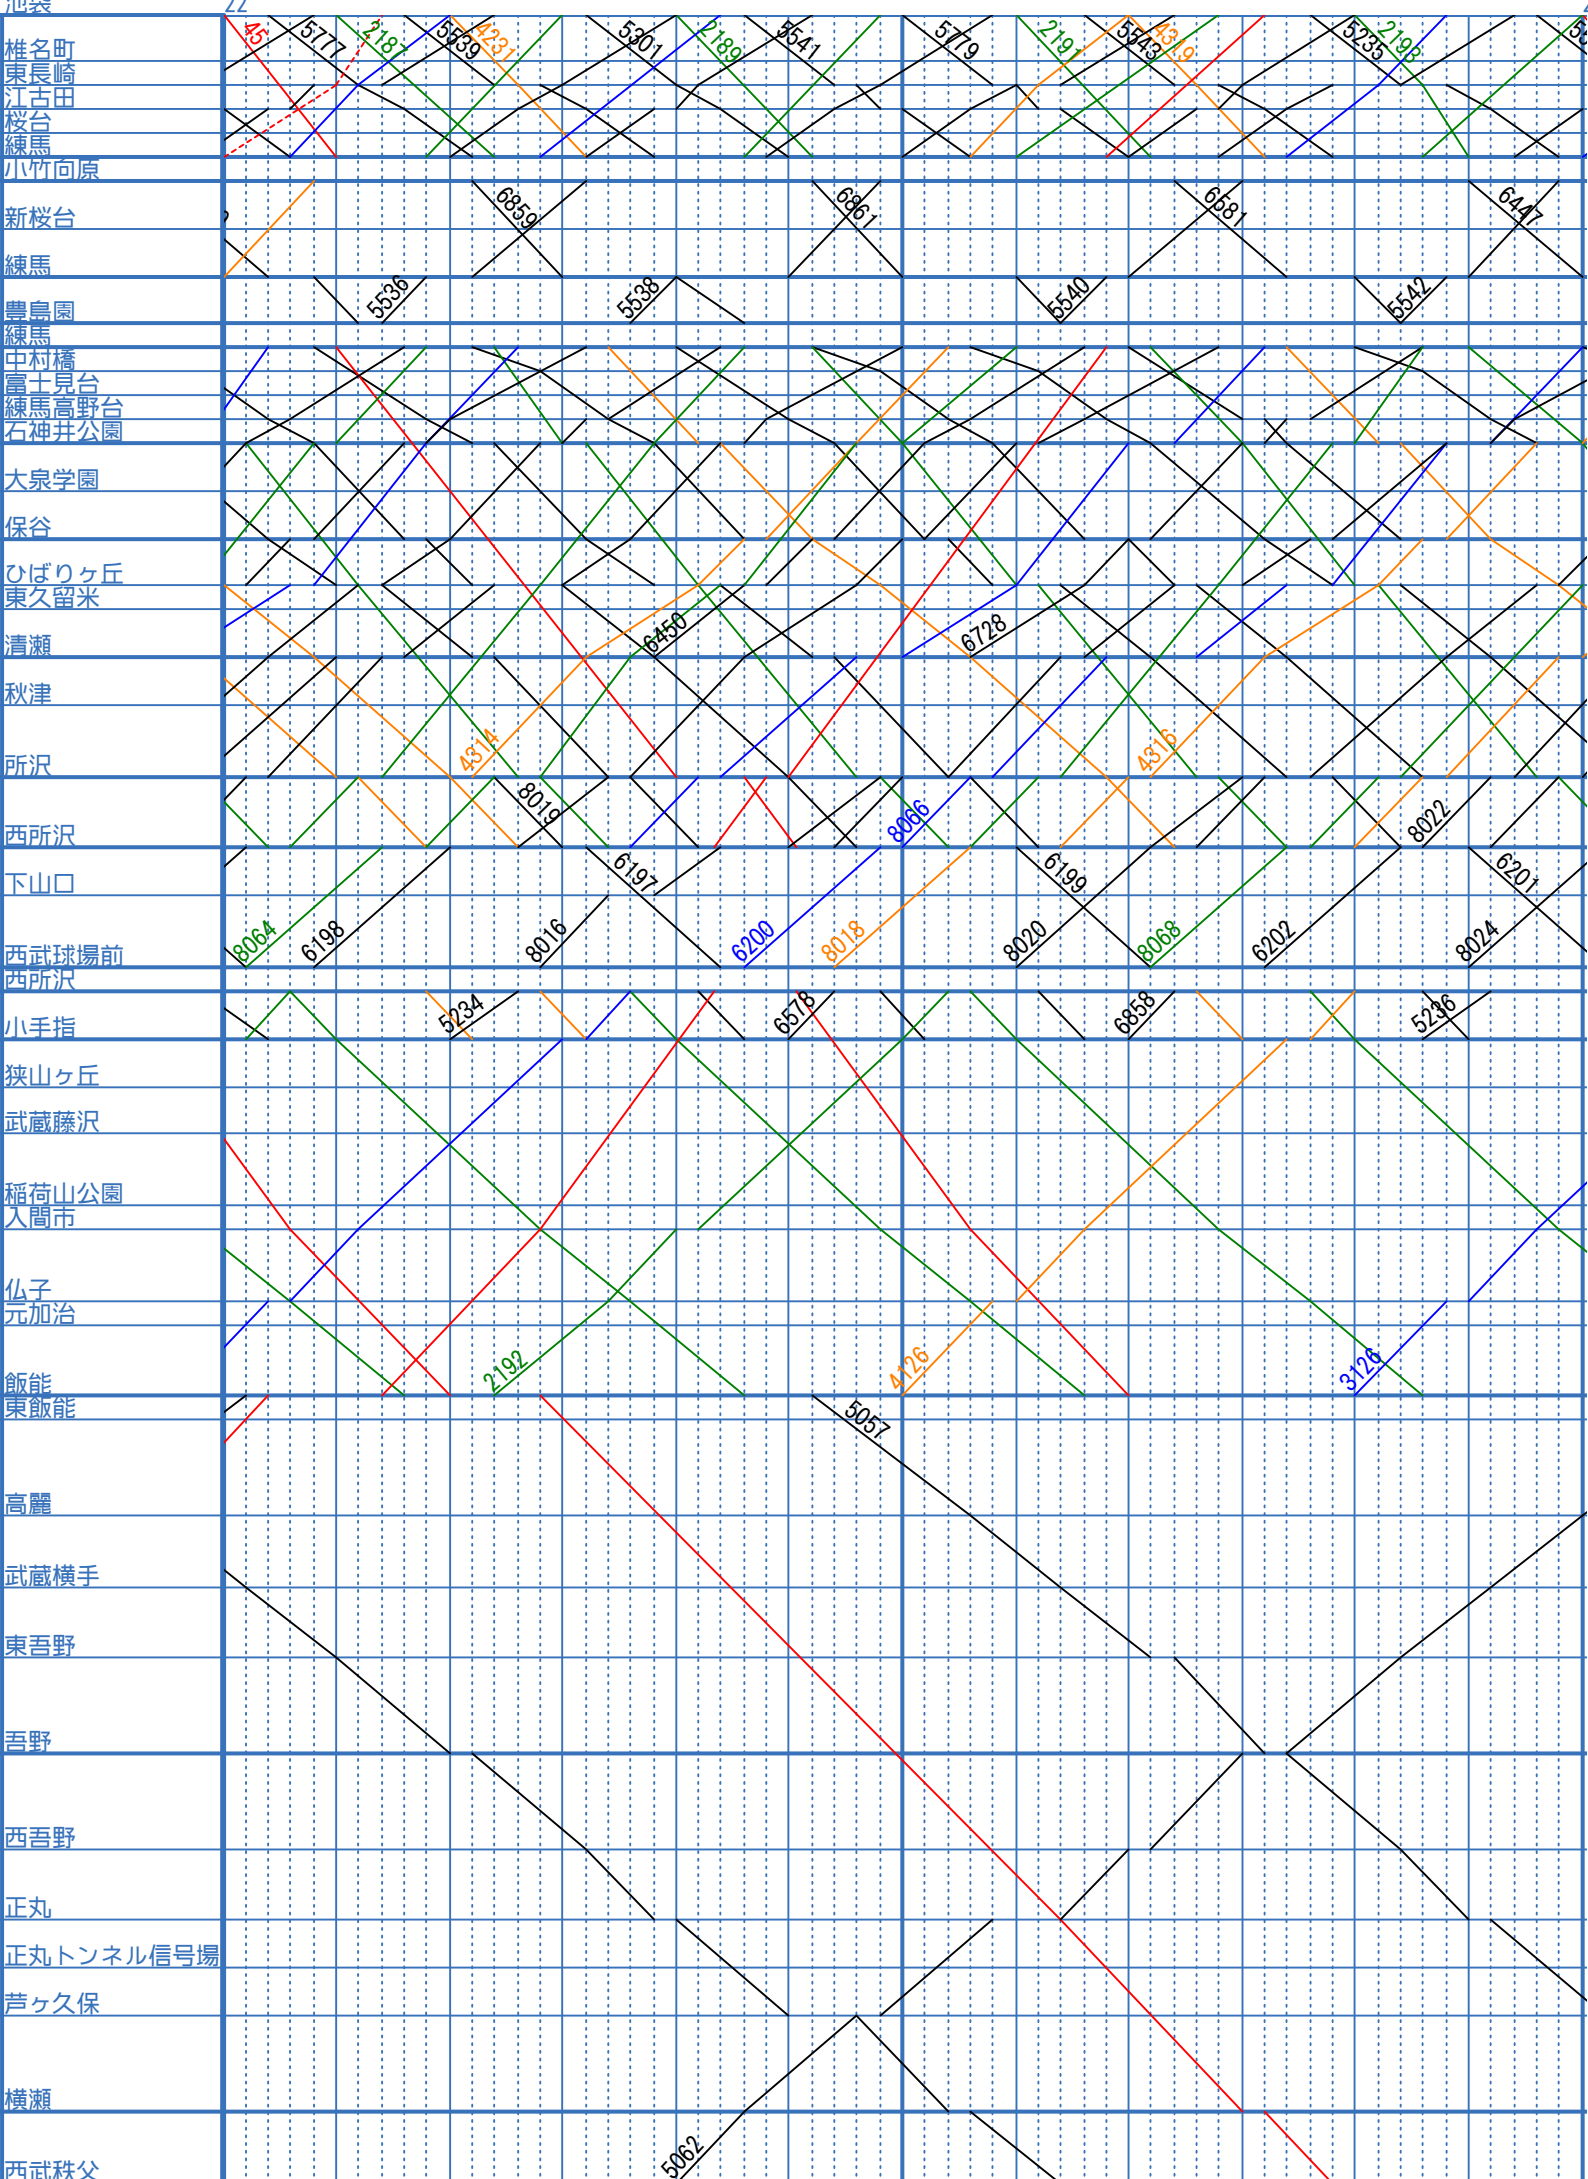 池袋 22
45 5777 2187 5539 4231 5301 2189 5541 5779 2191 5543 4319 5235 2193
椎名町
東長崎
江古田
桜台
練馬
小竹向原
6859 6861 6581 6447
新桜台
練馬
5536 5538 5540 5542
豊島園
練馬
中村橋
富士見台
練馬高野台
石神井公園
大泉学園
保谷
ひばりヶ丘
東久留米
6450 6728
清瀬
秋津
4314 4316
所沢
8019 8066 8022
西所沢
6197 6199 6201
下山口
8064 6198 8016 6200 8018 8020 8068 6202 8024
西武球場前
西所沢
5234 6578 6858 5236
小手指
狭山ヶ丘
武蔵藤沢
稲荷山公園
入間市
仏子
元加治
2192 4126 3126
飯能
東飯能
5057
高麗
武蔵横手
東吾野
吾野
西吾野
正丸
正丸トンネル信号場
芦ヶ久保
横瀬
5062
西武秩父